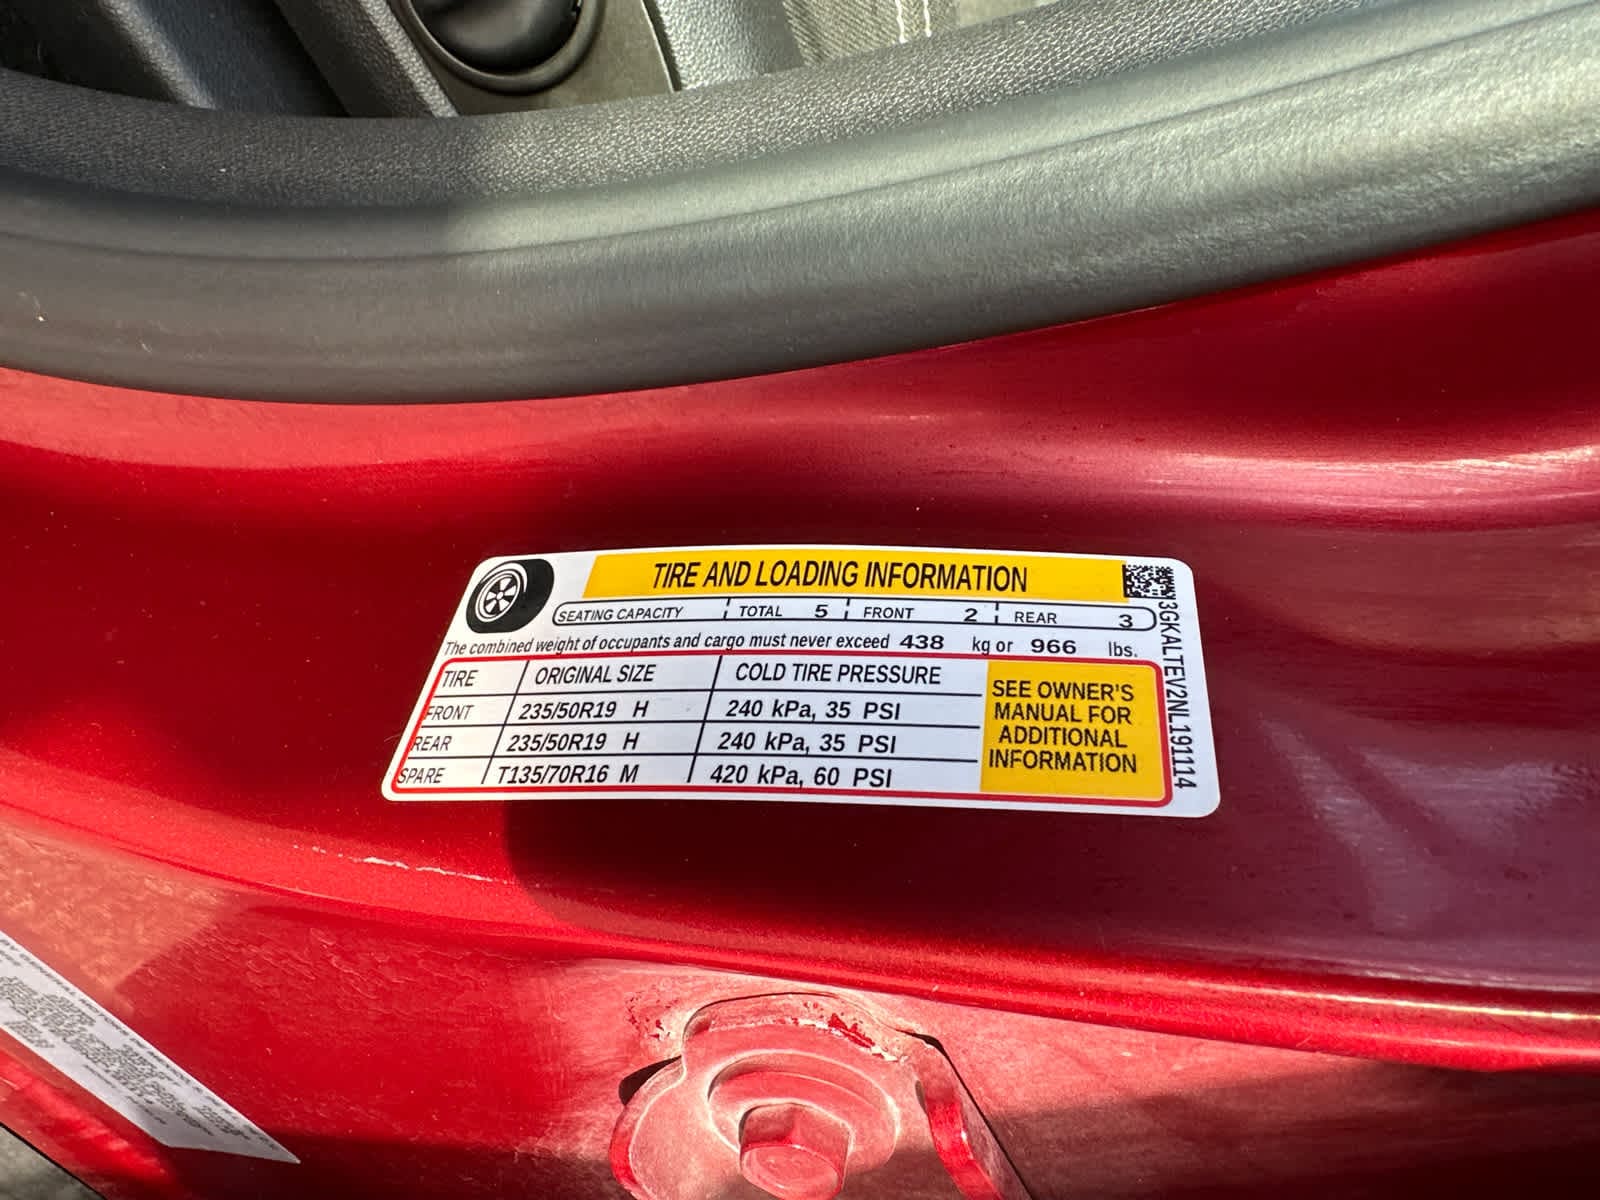 TIRE AND LOADING INFORMATION
SEATING CAPACITY TOTAL 5 FRONT 2 REAR 3
The combined weight of occupants and cargo must never exceed 438 kg or 966 lbs.
TIRE ORIGINAL SIZE COLD TIRE PRESSURE
FRONT 235/50R19 H 240 kPa, 35 PSI
REAR 235/50R19 H 240 kPa, 35 PSI
SPARE T135/70R16 M 420 kPa, 60 PSI
SEE OWNER'S
MANUAL FOR
ADDITIONAL
INFORMATION
3GKALTEV2NL191114
BY GENERAL